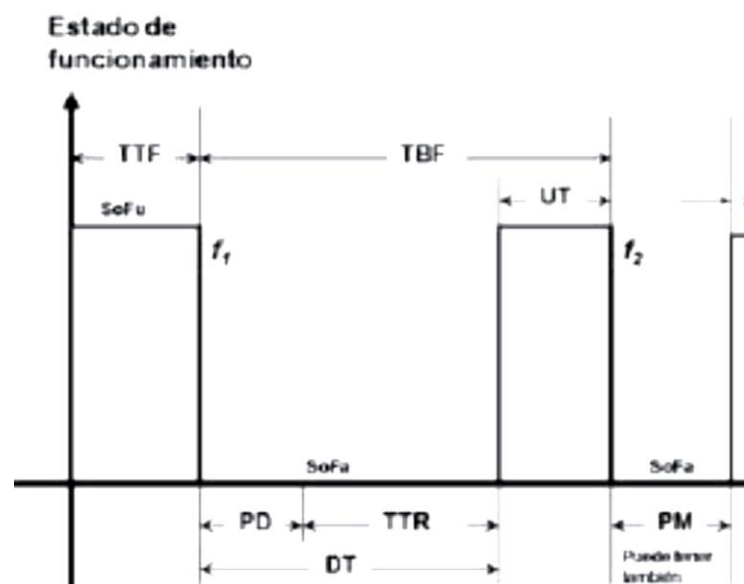 Estado de
funcionamiento
TTF
TBF
UT
SoFu
f1
f2
SoFa
SoFa
PD
TTR
PM
DT
Puede tener
también